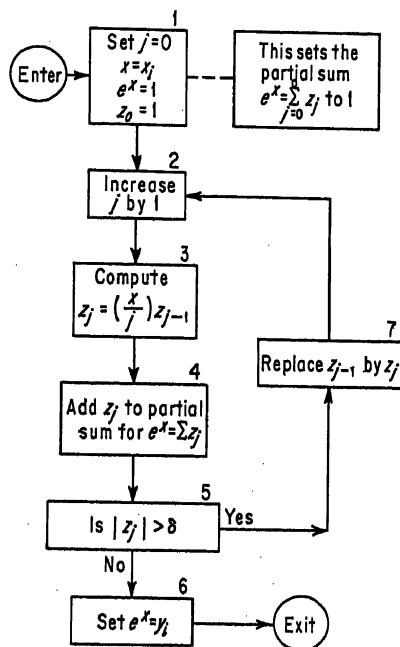 1
Set j=0
x=x_i
e^x=1
z_0=1
Enter
This sets the
partial sum
e^x=∑_{j=0}^{n} z_j to 1
2
Increase
j by 1
3
Compute
z_j=(x/j)z_{j-1}
4
Add z_j to partial
sum for e^x=∑z_j
7
Replace z_{j-1} by z_j
5
Is |z_j|>δ
Yes
No
6
Set e^x=y_i
Exit